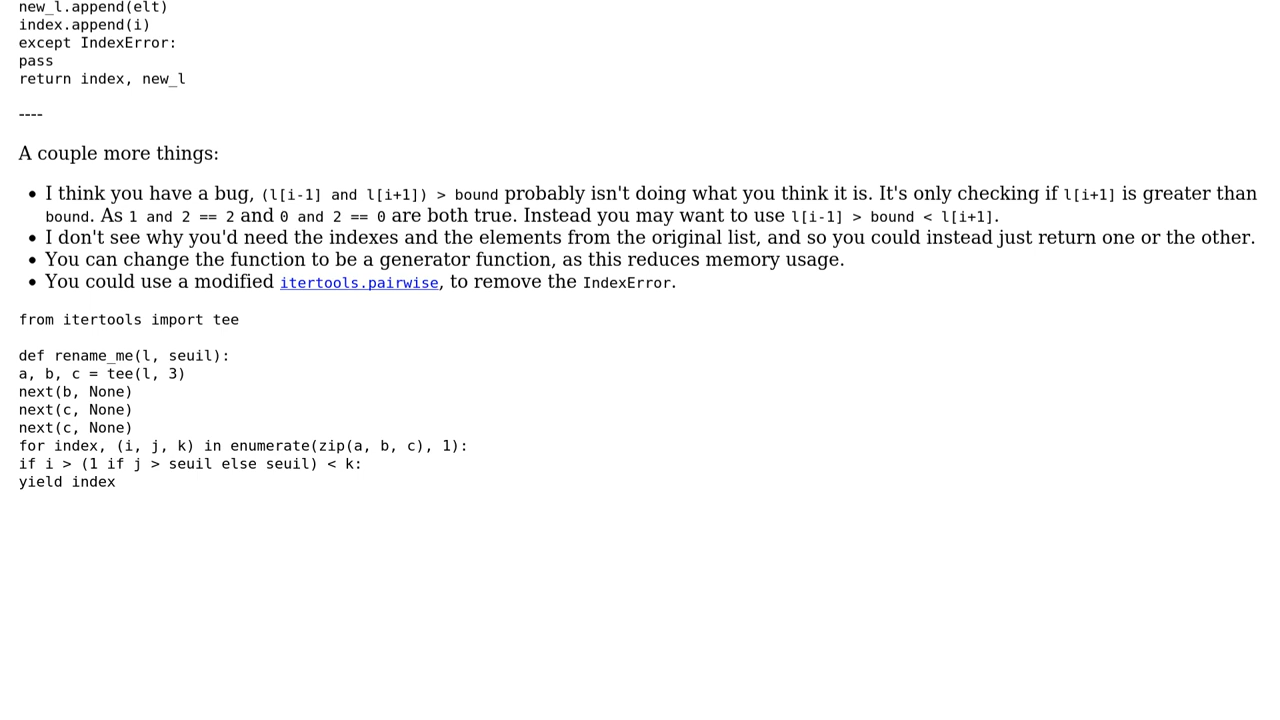 new_l.append(elt)
index.append(i)
except IndexError:
pass
return index, new_l
----
A couple more things:
• I think you have a bug, (l[i-1] and l[i+1]) > bound probably isn't doing what you think it is. It's only checking if l[i+1] is greater than
bound. As 1 and 2 == 2 and 0 and 2 == 0 are both true. Instead you may want to use l[i-1] > bound < l[i+1].
• I don't see why you'd need the indexes and the elements from the original list, and so you could instead just return one or the other.
• You can change the function to be a generator function, as this reduces memory usage.
• You could use a modified itertools.pairwise, to remove the IndexError.
from itertools import tee
def rename_me(l, seuil):
a, b, c = tee(l, 3)
next(b, None)
next(c, None)
next(c, None)
for index, (i, j, k) in enumerate(zip(a, b, c), 1):
if i > (1 if j > seuil else seuil) < k:
yield index